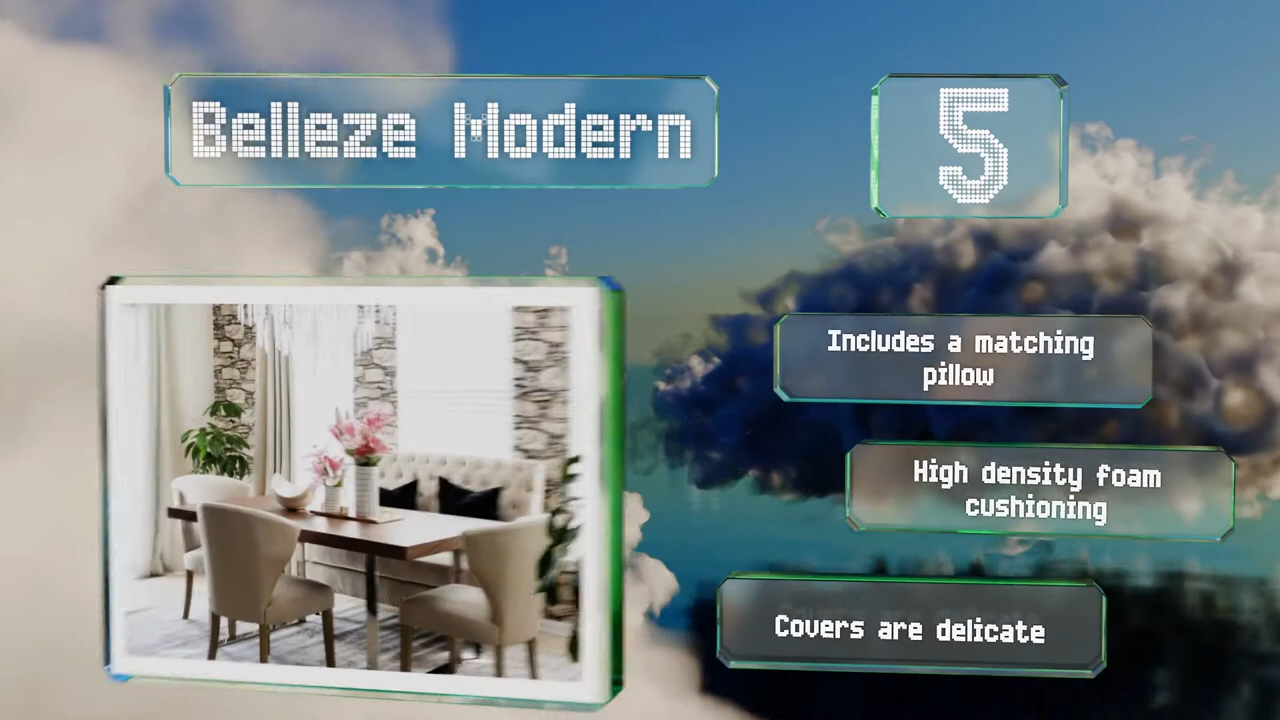 Belleze Modern
5
Includes a matching
pillow
High density foam
cushioning
Covers are delicate